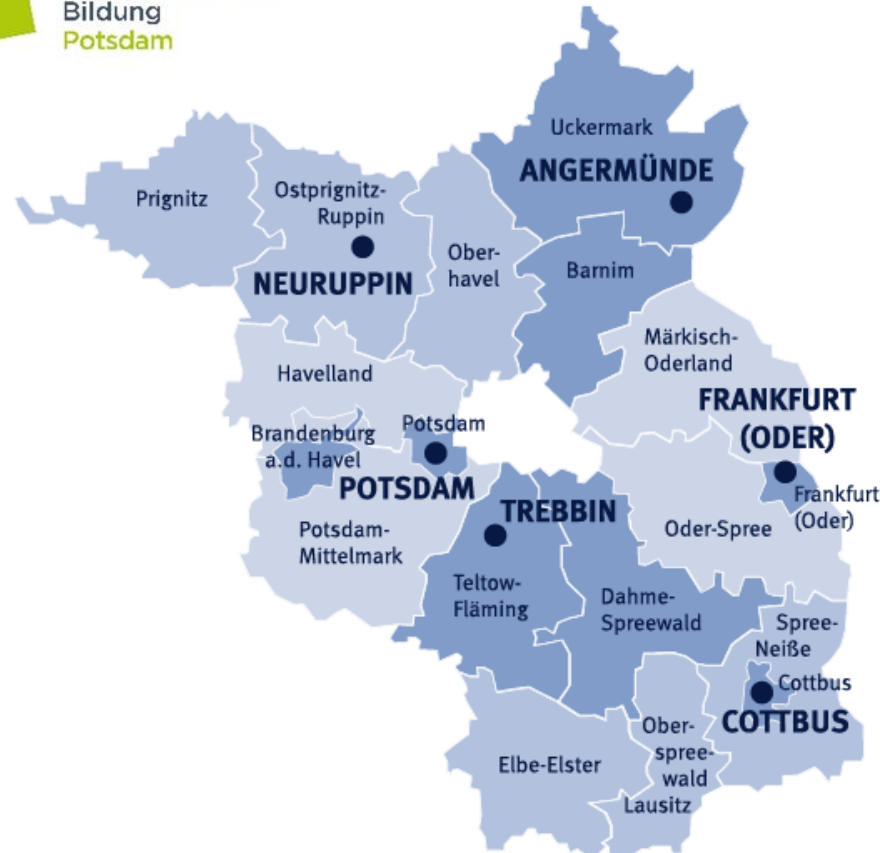 Bildung
Potsdam
Uckermark
ANGERMÜNDE
Prignitz
Ostprignitz-
Ruppin
NEURUPPIN
Ober-
havel
Barnim
Märkisch-
Oderland
Havelland
FRANKFURT
(ODER)
Brandenburg
a.d. Havel
Potsdam
POTSDAM
Frankfurt
(Oder)
TREBBIN
Oder-Spree
Potsdam-
Mittelmark
Teltow-
Fläming
Dahme-
Spreewald
Spree-
Neiße
Cottbus
COTTBUS
Elbe-Elster
Ober-
spree-
wald
Lausitz